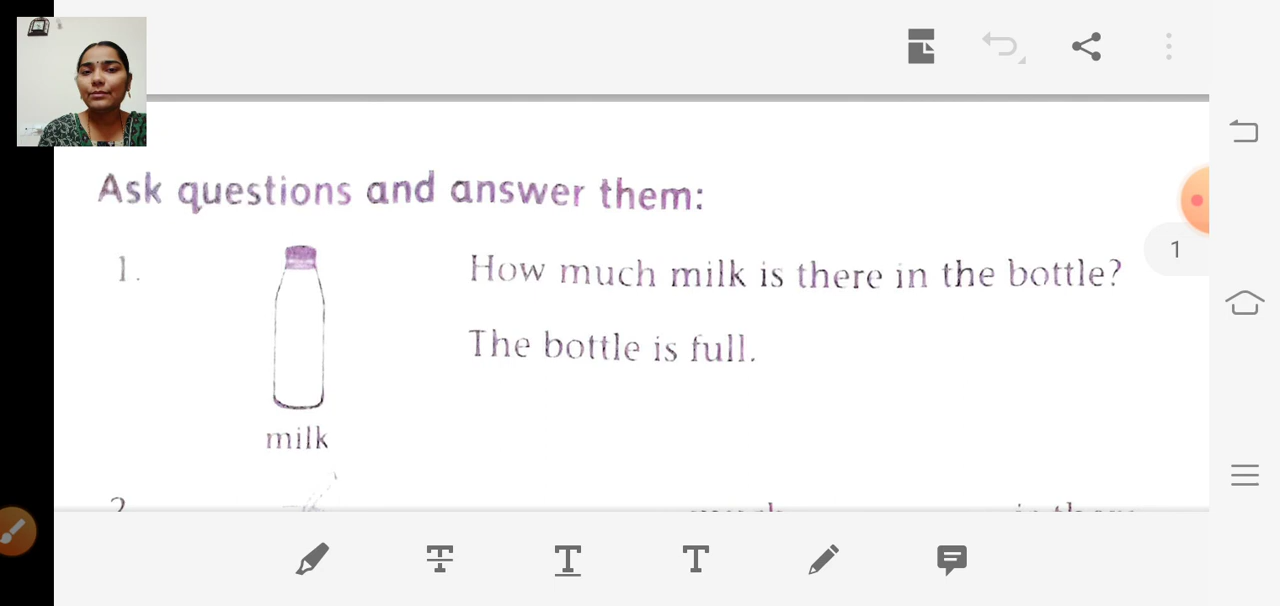 Ask questions and answer them:
1.
How much milk is there in the bottle?
The bottle is full.
milk
1